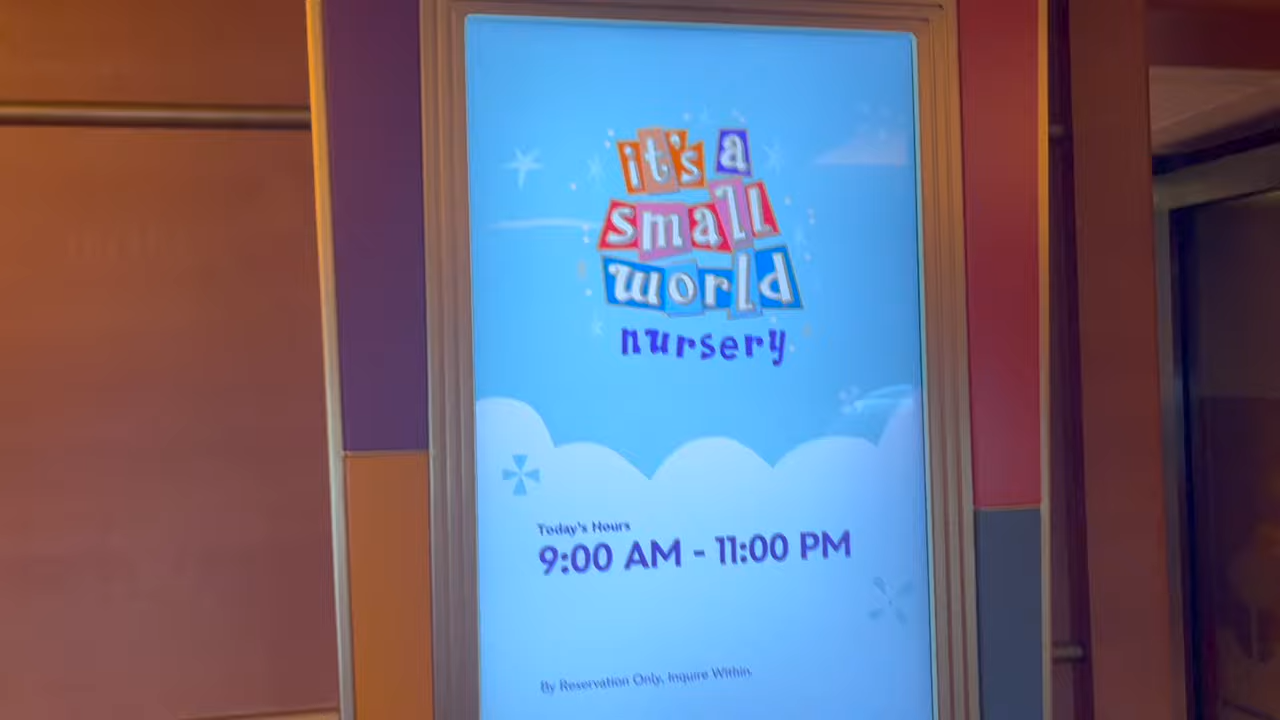 it's a
small
world
nursery
Today's Hours
9:00 AM - 11:00 PM
By Reservation Only, Inquire Within.